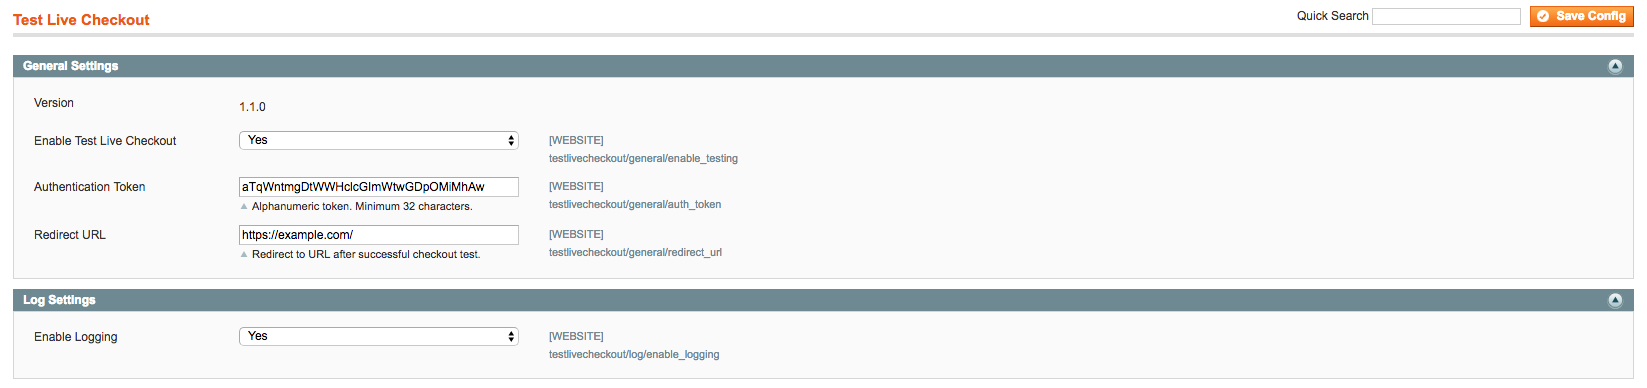 Test Live Checkout
Quick Search
Save Config
General Settings
Version
1.1.0
Enable Test Live Checkout
Yes
[WEBSITE]
testlivecheckout/general/enable_testing
Authentication Token
aTqWntmgDtWWHclcGImWtwGDpOMiMhAw
[WEBSITE]
Alphanumeric token. Minimum 32 characters.
testlivecheckout/general/auth_token
Redirect URL
https://example.com/
[WEBSITE]
Redirect to URL after successful checkout test.
testlivecheckout/general/redirect_url
Log Settings
Enable Logging
Yes
[WEBSITE]
testlivecheckout/log/enable_logging